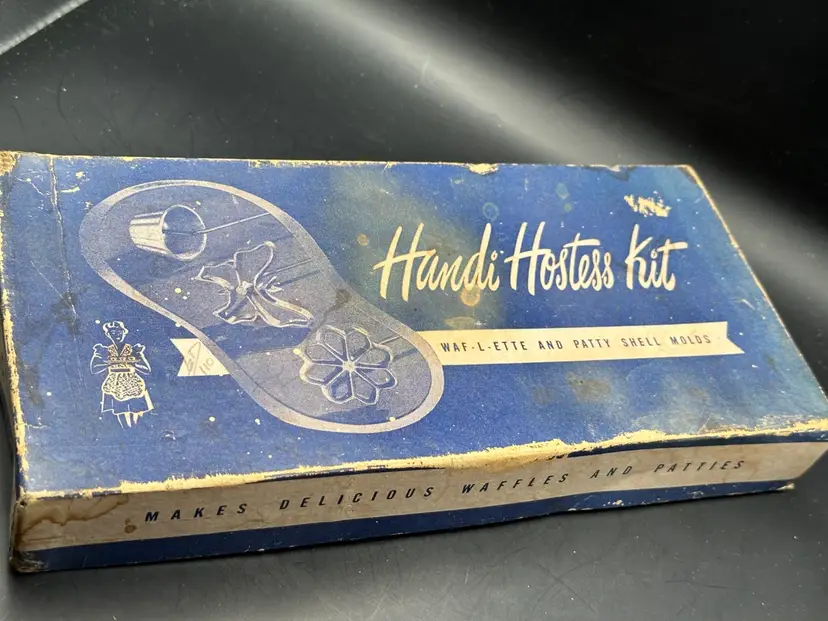 Handi Hostess Kit
WAF-L-ETTE AND PATTY SHELL MOLDS
MAKES DELICIOUS WAFFLES AND PATTIES